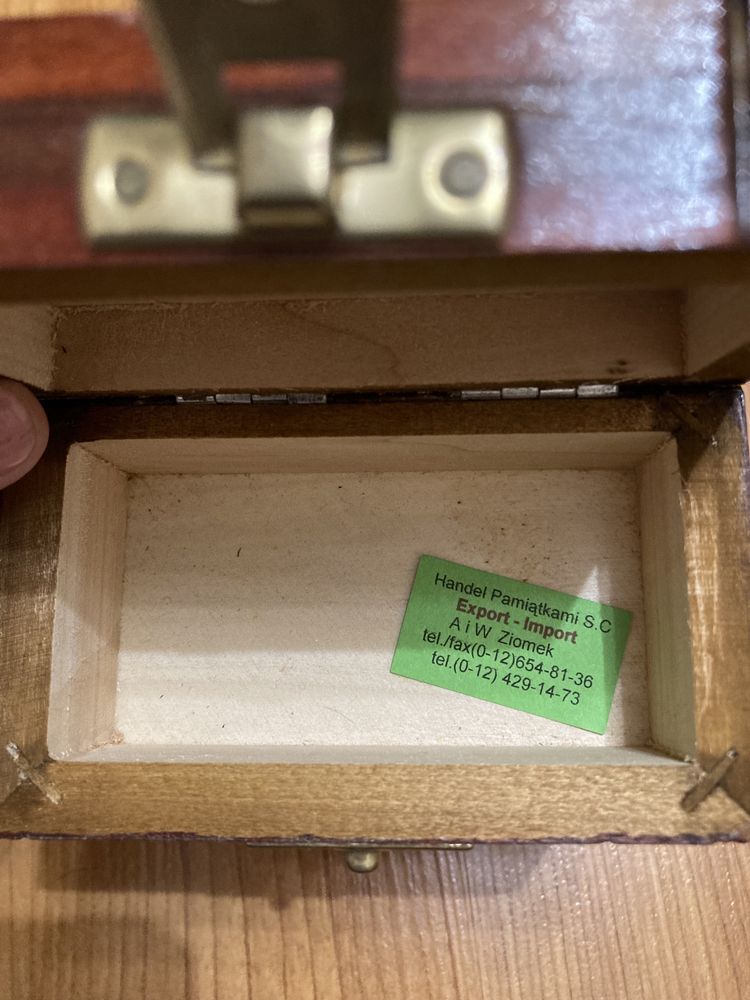 Handel Pamiątkami S.C
Export - Import
A i W Ziomek
tel./fax(0-12)654-81-36
tel.(0-12) 429-14-73